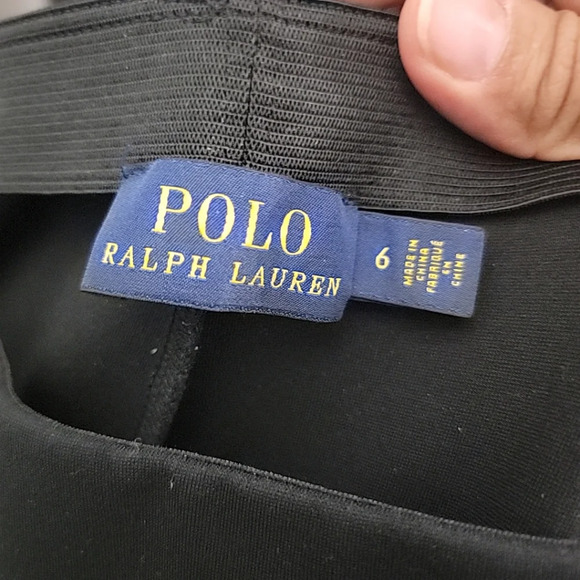 POLO
RALPH LAUREN
6
MADE IN
CHINA
FABRIQUÉ
EN
CHINE